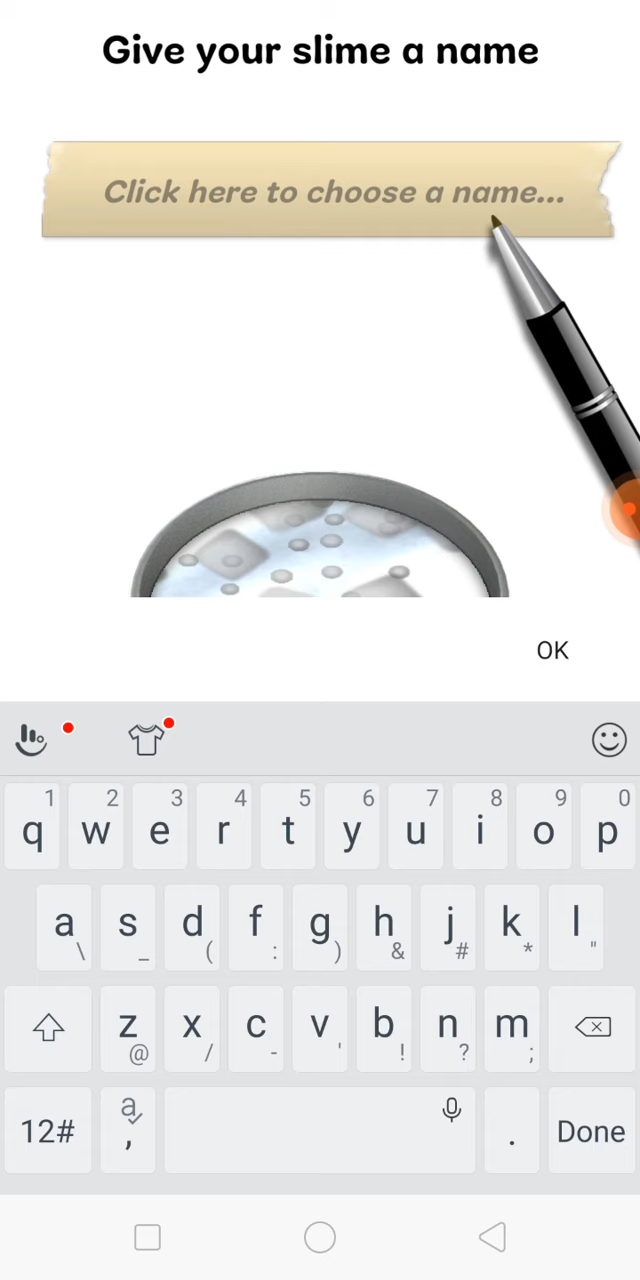 Give your slime a name
Click here to choose a name...
OK
1 2 3 4 5 6 7 8 9 0
q w e r t y u i o p
a s d f g h j k l
\ _ ( : ) & # * "
z x c v b n m
@ / - ' ! ? ;
12# a , . Done